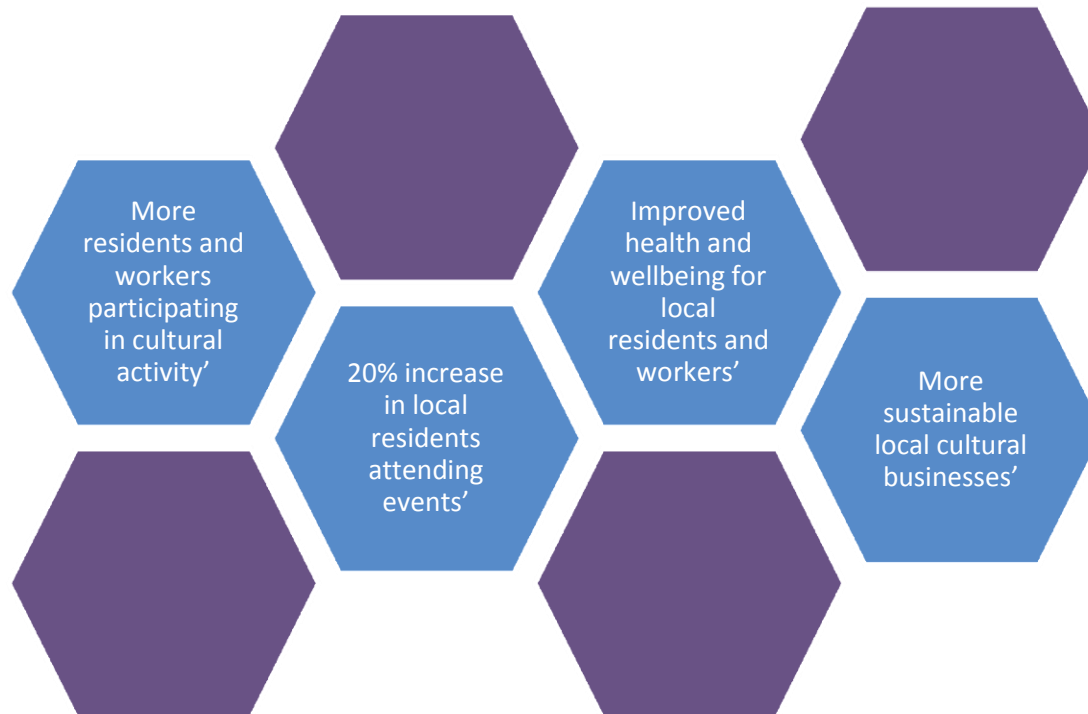 More
residents and
workers
participating
in cultural
activity’
20% increase
in local
residents
attending
events’
Improved
health and
wellbeing for
local
residents and
workers’
More
sustainable
local cultural
businesses’